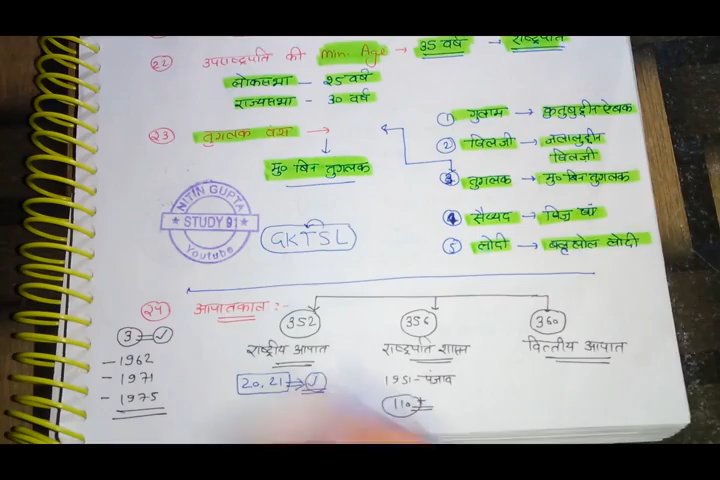 22 उपराष्ट्रपति की min. Age → 35 वर्ष → राष्ट्रपति
लोकसभा - 25 वर्ष
राज्यसभा - 30 वर्ष
23 तुगलक वंश →
मु० बिन तुगलक
1 गुलाम → कुतुबुद्दीन ऐबक
2 खिलजी → जलालुद्दीन
खिलजी
3 तुगलक → मु० बिन तुगलक
4 सैय्यद → खिज्र खाँ
5 लोदी → बहलोल लोदी
NITIN GUPTA
★ STUDY 91 ★
Youtube
GKTSL
24 आपातकाल :-
3 = ✓
- 1962
- 1971
- 1975
352
राष्ट्रीय आपात
20, 21 ⇒ ✓
356
राष्ट्रपति शासन
1951 - पंजाब
110 +
360
वित्तीय आपात